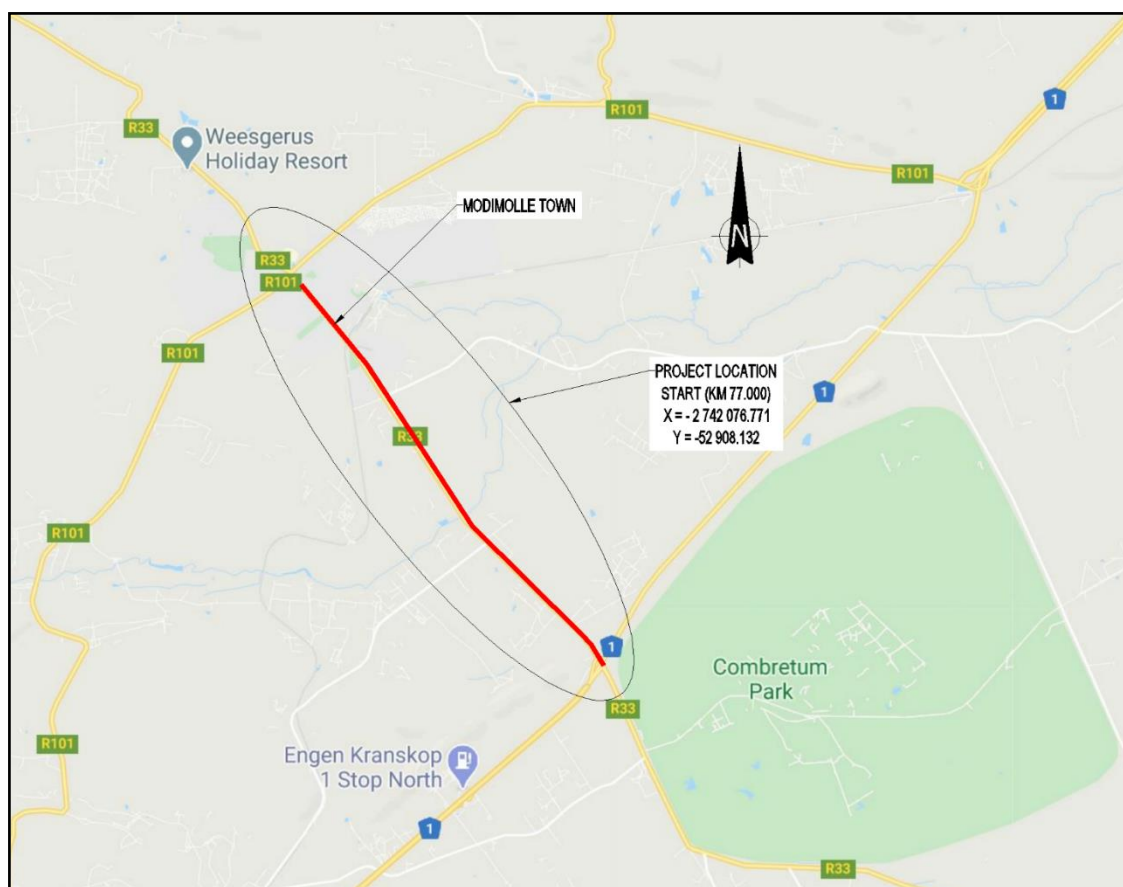 R101
1
R33
Weesgerus
Holiday Resort
R101
MODIMOLLE TOWN
N
R33
R101
R101
PROJECT LOCATION
START (KM 77.000)
X = - 2 742 076.771
Y = -52 908.132
1
R33
R101
1
Combretum
Park
R33
R101
Engen Kranskop
1 Stop North
1
R33